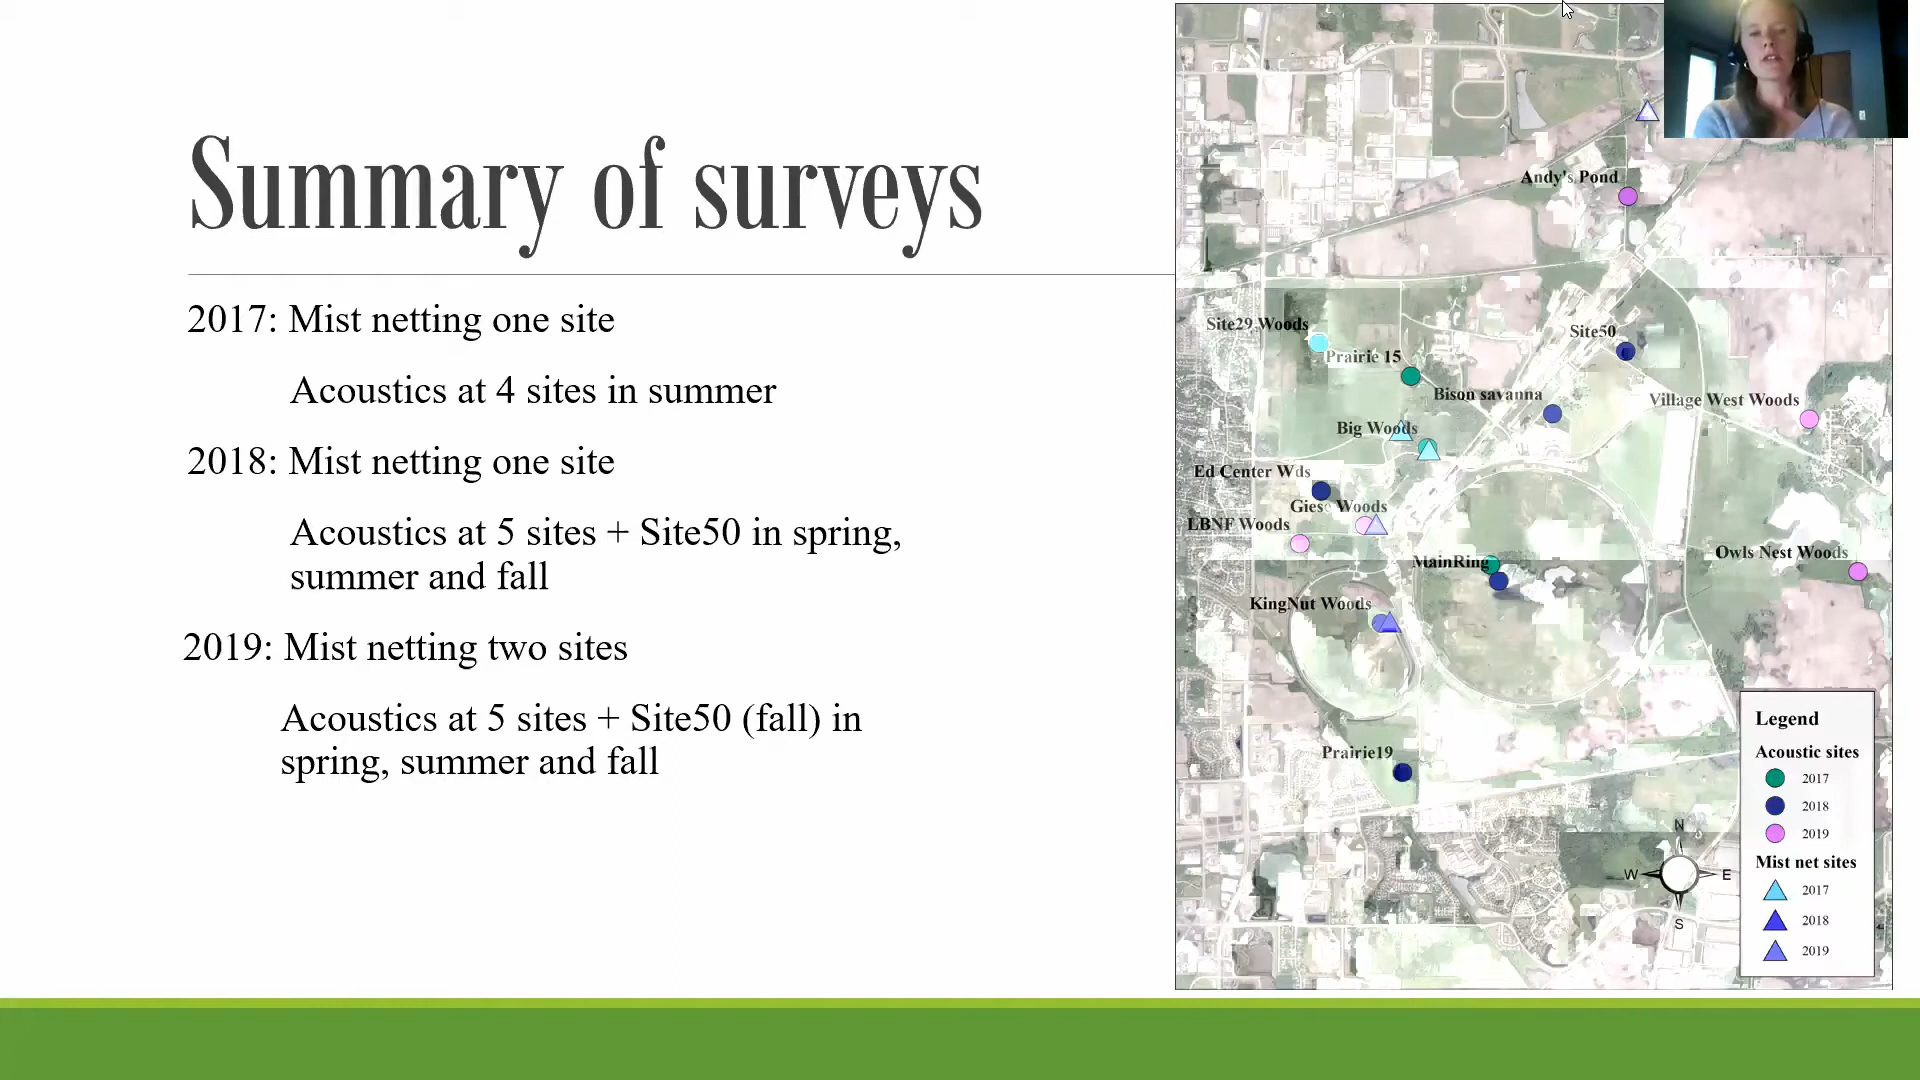 Summary of surveys
2017: Mist netting one site
Acoustics at 4 sites in summer
2018: Mist netting one site
Acoustics at 5 sites + Site50 in spring,
summer and fall
2019: Mist netting two sites
Acoustics at 5 sites + Site50 (fall) in
spring, summer and fall
Andy's Pond
Site29 Woods
Site50
Prairie 15
Bison savanna
Village West Woods
Big Woods
Ed Center Wds
Giese Woods
LBNF Woods
Owls Nest Woods
MainRing
KingNut Woods
Prairie19
N
W
E
S
Legend
Acoustic sites
2017
2018
2019
Mist net sites
2017
2018
2019